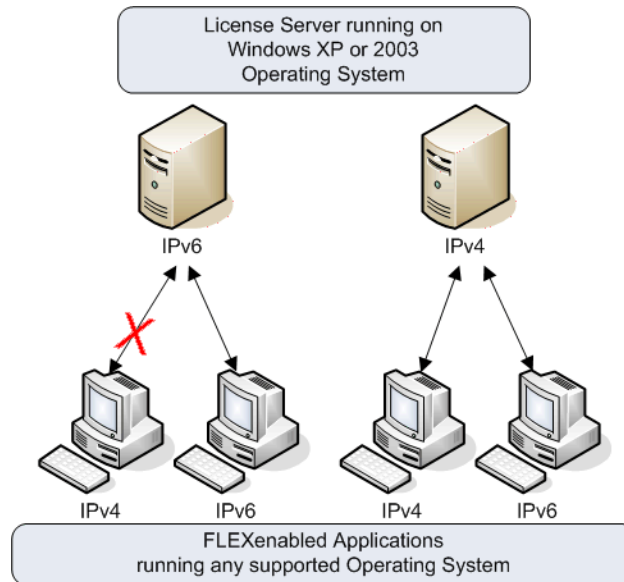 License Server running on
Windows XP or 2003
Operating System
IPv6
IPv4
IPv4
IPv6
IPv4
IPv6
FLEXenabled Applications
running any supported Operating System